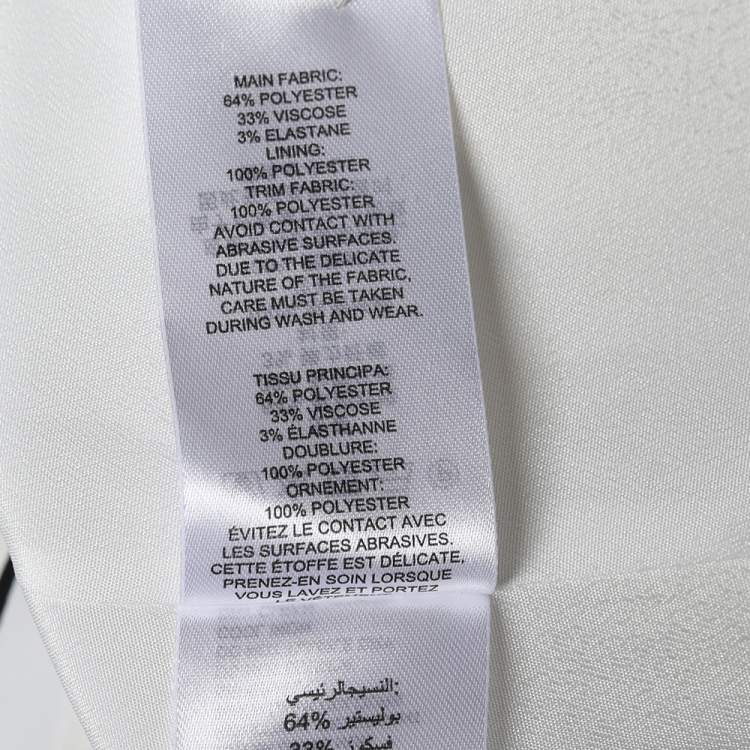 MAIN FABRIC:
64% POLYESTER
33% VISCOSE
3% ELASTANE
LINING:
100% POLYESTER
TRIM FABRIC:
100% POLYESTER
AVOID CONTACT WITH
ABRASIVE SURFACES.
DUE TO THE DELICATE
NATURE OF THE FABRIC,
CARE MUST BE TAKEN
DURING WASH AND WEAR.
TISSU PRINCIPA:
64% POLYESTER
33% VISCOSE
3% ÉLASTHANNE
DOUBLURE:
100% POLYESTER
ORNEMENT:
100% POLYESTER
ÉVITEZ LE CONTACT AVEC
LES SURFACES ABRASIVES.
CETTE ÉTOFFE EST DÉLICATE,
PRENEZ-EN SOIN LORSQUE
VOUS LAVEZ ET PORTEZ
النسيجالرئيسي:
64% بوليستير
33% فسكوز